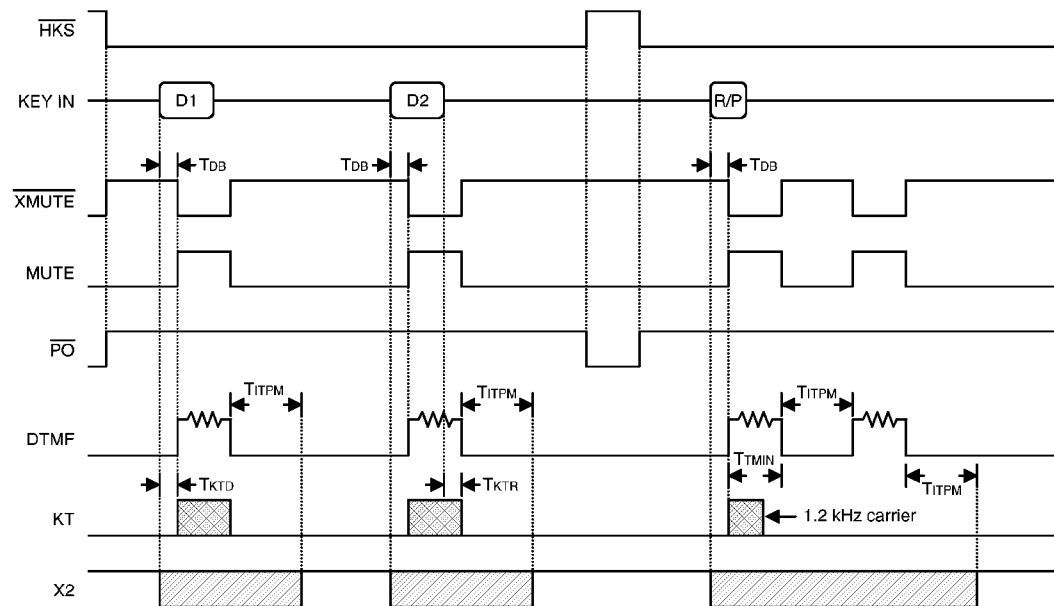 HKS
KEY IN D1 D2 R/P
TDB TDB TDB
XMUTE
MUTE
PO
TITPM TITPM TITPM
DTMF
TTMIN
TKTD TKTR TITPM
KT 1.2 kHz carrier
X2